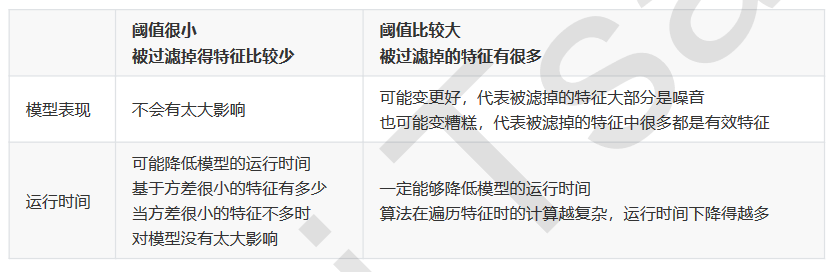 阈值很小
被过滤掉得特征比较少
阈值比较大
被过滤掉的特征有很多
模型表现
不会有太大影响
可能变更好，代表被滤掉的特征大部分是噪音
也可能变糟糕，代表被滤掉的特征中很多都是有效特征
运行时间
可能降低模型的运行时间
基于方差很小的特征有多少
当方差很小的特征不多时
对模型没有太大影响
一定能够降低模型的运行时间
算法在遍历特征时的计算越复杂，运行时间下降得越多
i Tsa